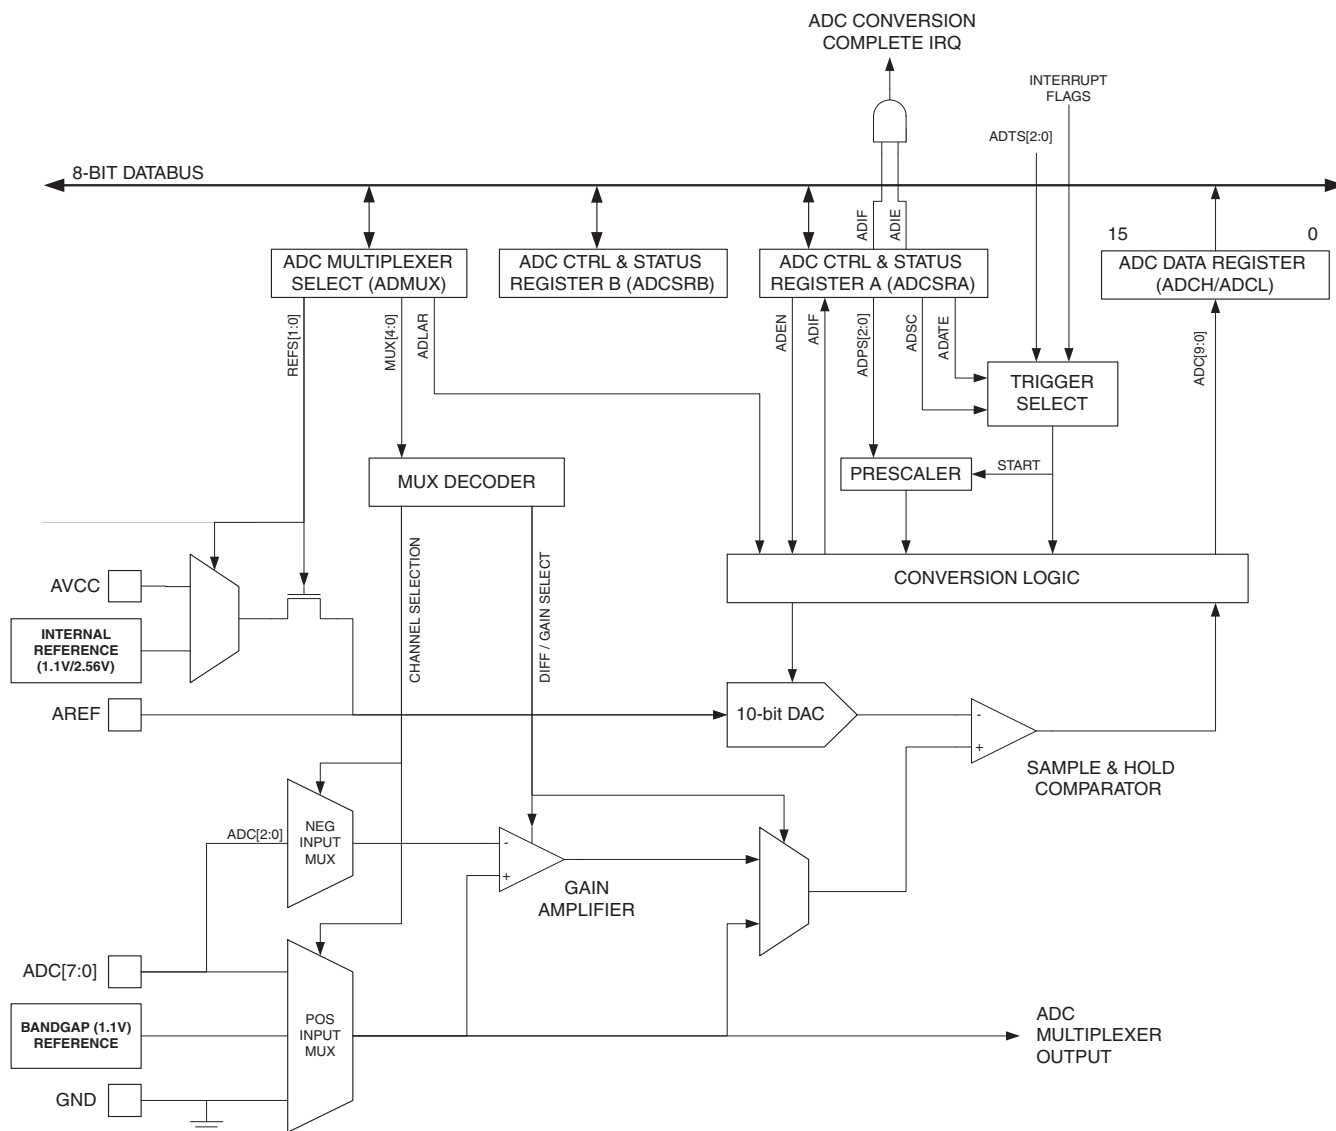 ADC CONVERSION
COMPLETE IRQ
INTERRUPT
FLAGS
ADTS[2:0]
8-BIT DATABUS
ADIF
ADIE
15
0
ADC MULTIPLEXER
SELECT (ADMUX)
ADC CTRL & STATUS
REGISTER B (ADCSRB)
ADC CTRL & STATUS
REGISTER A (ADCSRA)
ADC DATA REGISTER
(ADCH/ADCL)
REFS[1:0]
MUX[4:0]
ADLAR
ADEN
ADIF
ADPS[2:0]
ADSC
ADATE
ADC[9:0]
TRIGGER
SELECT
MUX DECODER
PRESCALER
START
CHANNEL SELECTION
DIFF / GAIN SELECT
CONVERSION LOGIC
AVCC
INTERNAL
REFERENCE
(1.1V/2.56V)
AREF
10-bit DAC
-
+
SAMPLE & HOLD
COMPARATOR
ADC[2:0]
NEG
INPUT
MUX
-
+
GAIN
AMPLIFIER
ADC[7:0]
BANDGAP (1.1V)
REFERENCE
POS
INPUT
MUX
ADC
MULTIPLEXER
OUTPUT
GND